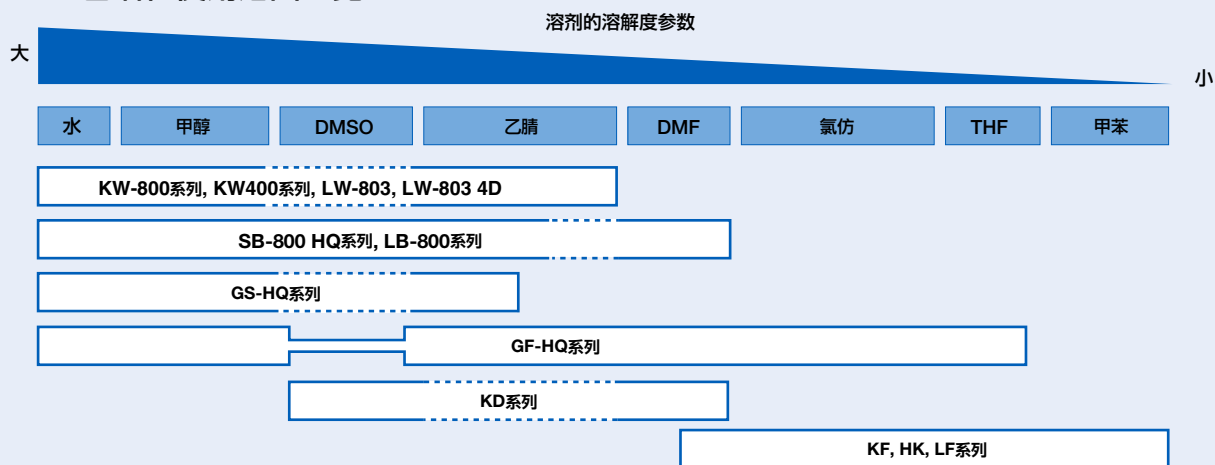 溶剂的溶解度参数
大
小
水 甲醇 DMSO 乙腈 DMF 氯仿 THF 甲苯
KW-800系列, KW400系列, LW-803, LW-803 4D
SB-800 HQ系列, LB-800系列
GS-HQ系列
GF-HQ系列
KD系列
KF, HK, LF系列